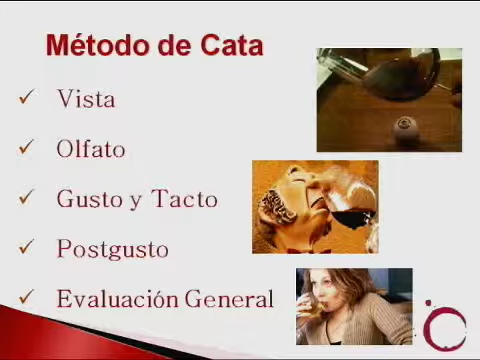 Método de Cata
Vista
Olfato
Gusto y Tacto
Postgusto
Evaluación General